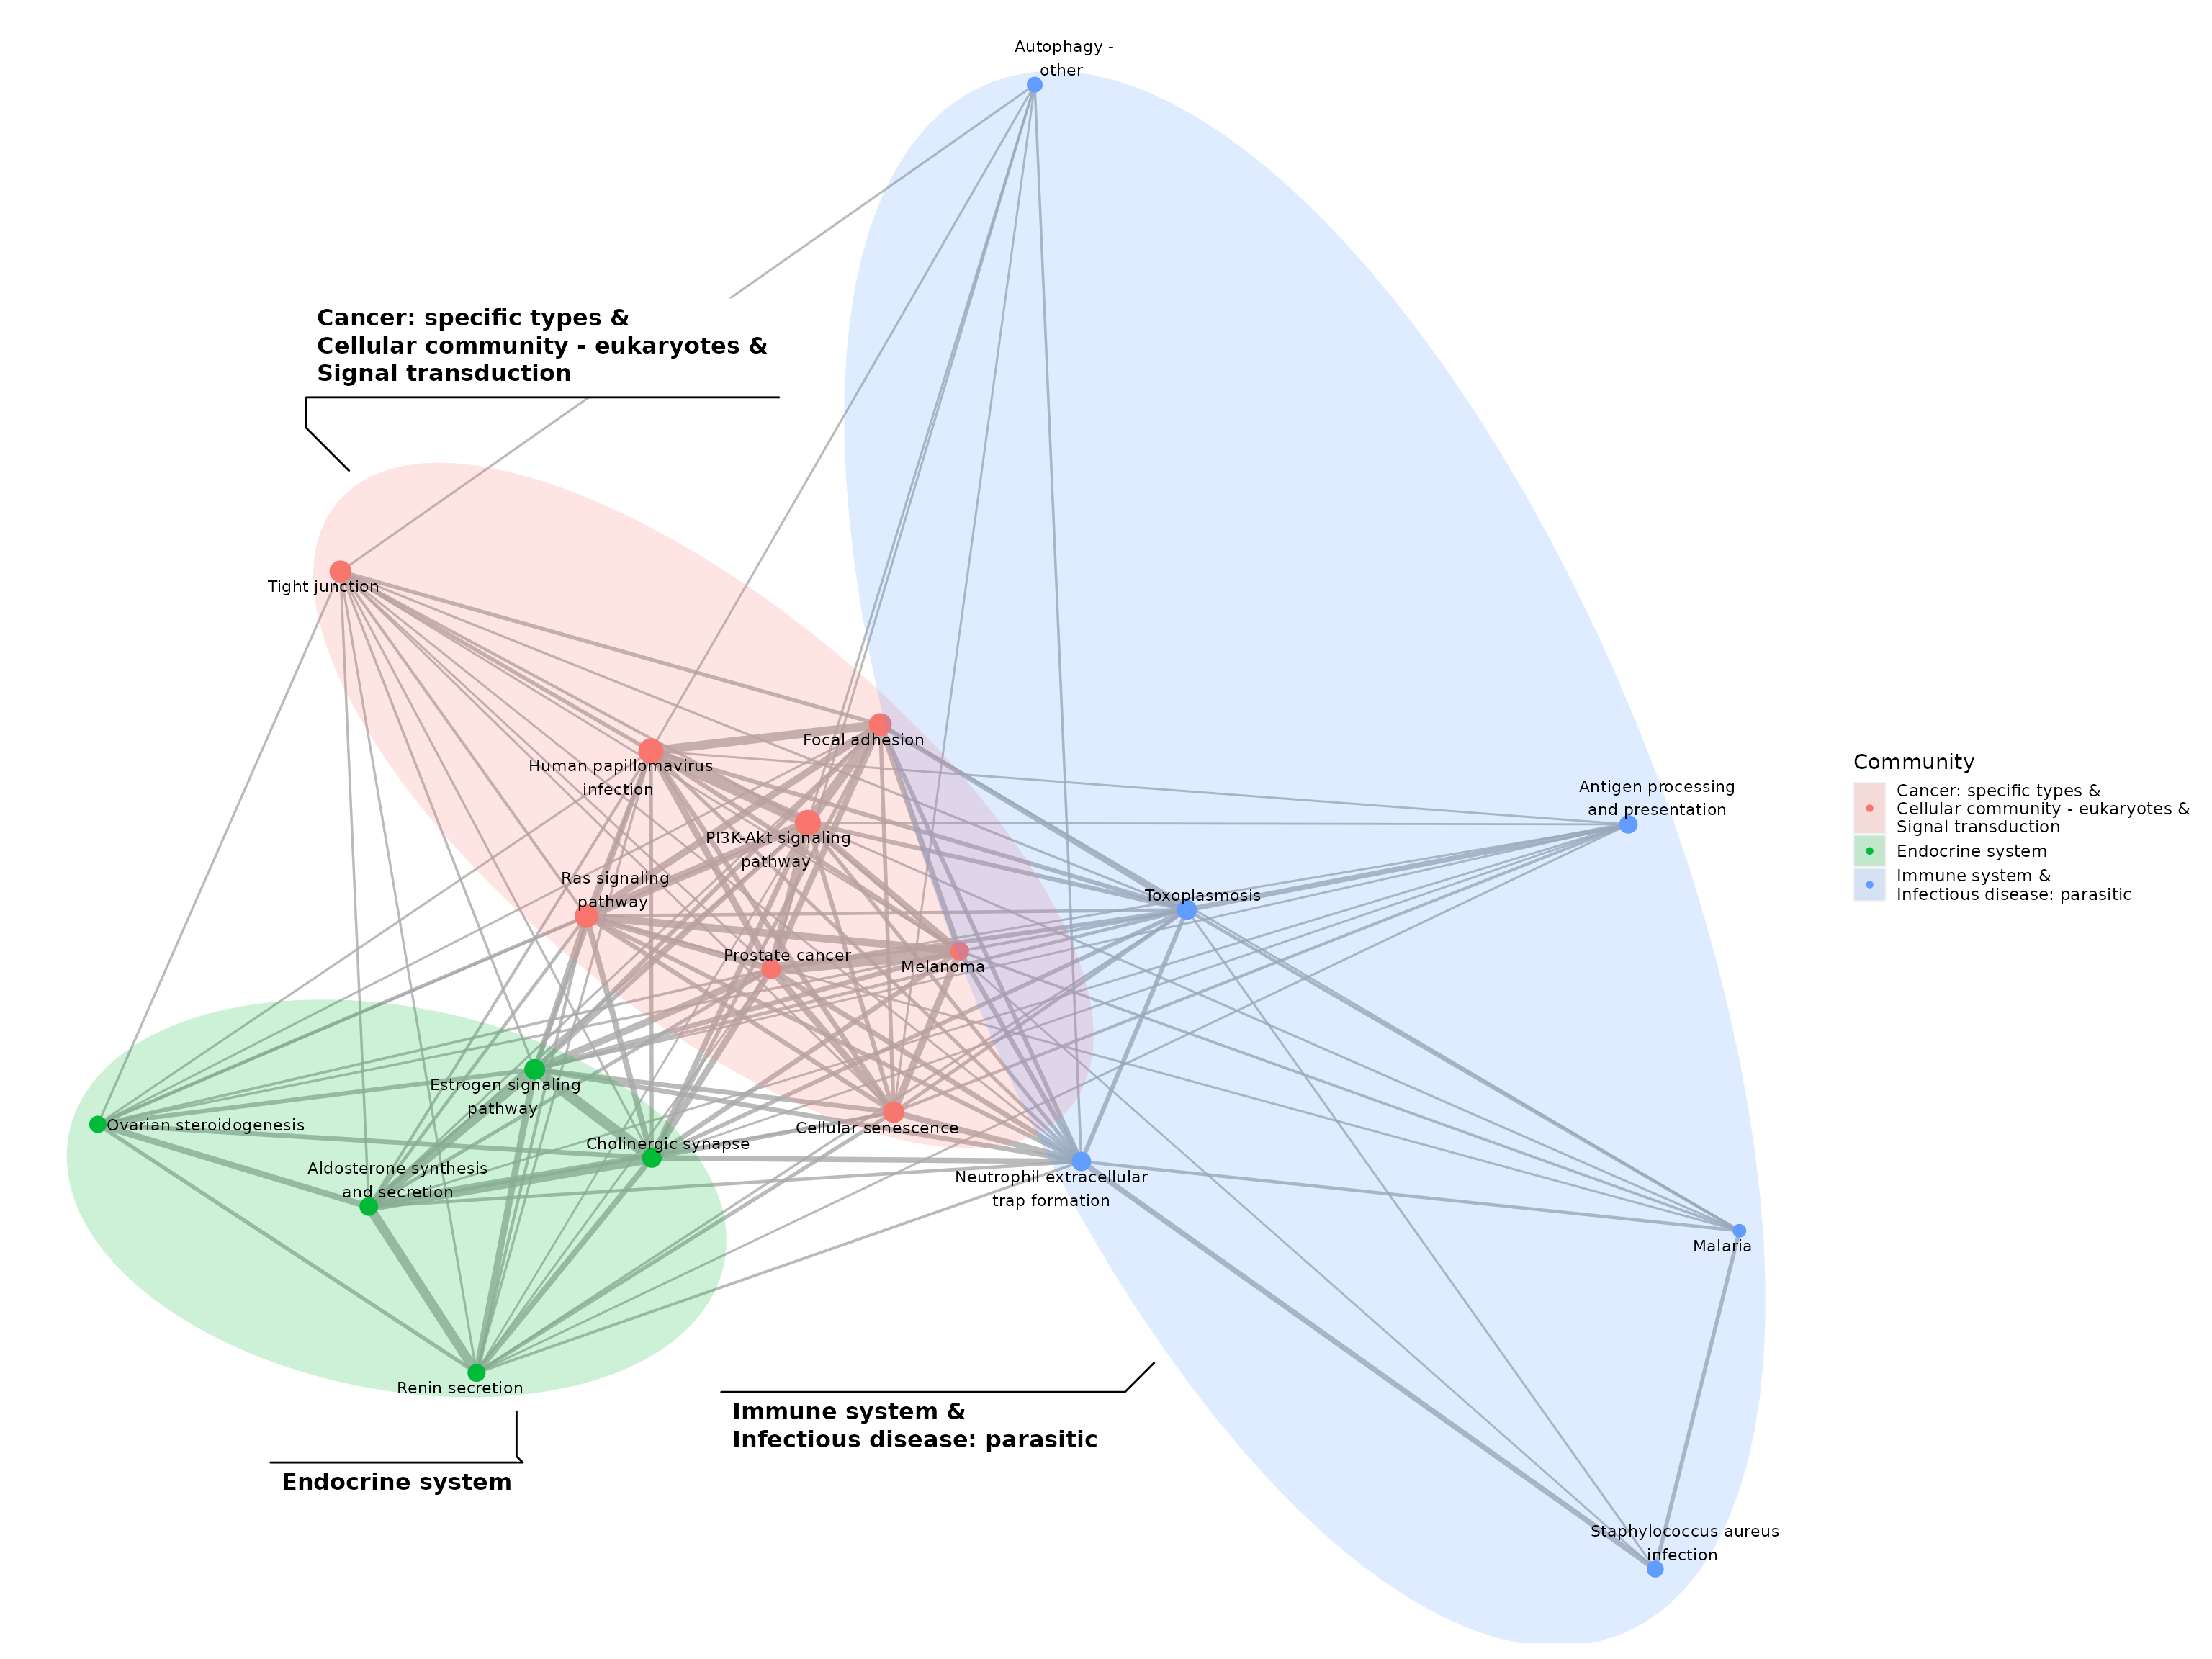 Autophagy -
other
Cancer: specific types &
Cellular community - eukaryotes &
Signal transduction
Tight junction
Focal adhesion
Human papillomavirus
infection
PI3K-Akt signaling
pathway
Ras signaling
pathway
Prostate cancer
Melanoma
Toxoplasmosis
Antigen processing
and presentation
Estrogen signaling
pathway
Ovarian steroidogenesis
Cholinergic synapse
Cellular senescence
Aldosterone synthesis
and secretion
Neutrophil extracellular
trap formation
Malaria
Renin secretion
Immune system &
Infectious disease: parasitic
Endocrine system
Staphylococcus aureus
infection
Community
Cancer: specific types &
Cellular community - eukaryotes &
Signal transduction
Endocrine system
Immune system &
Infectious disease: parasitic